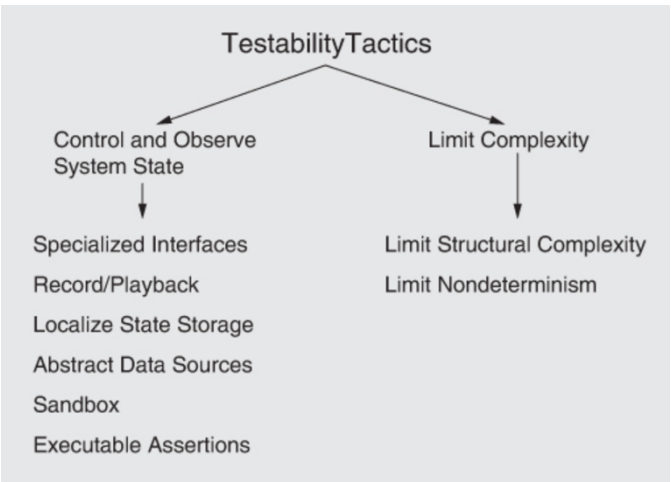 TestabilityTactics
Control and Observe
System State
Limit Complexity
Specialized Interfaces
Record/Playback
Localize State Storage
Abstract Data Sources
Sandbox
Executable Assertions
Limit Structural Complexity
Limit Nondeterminism